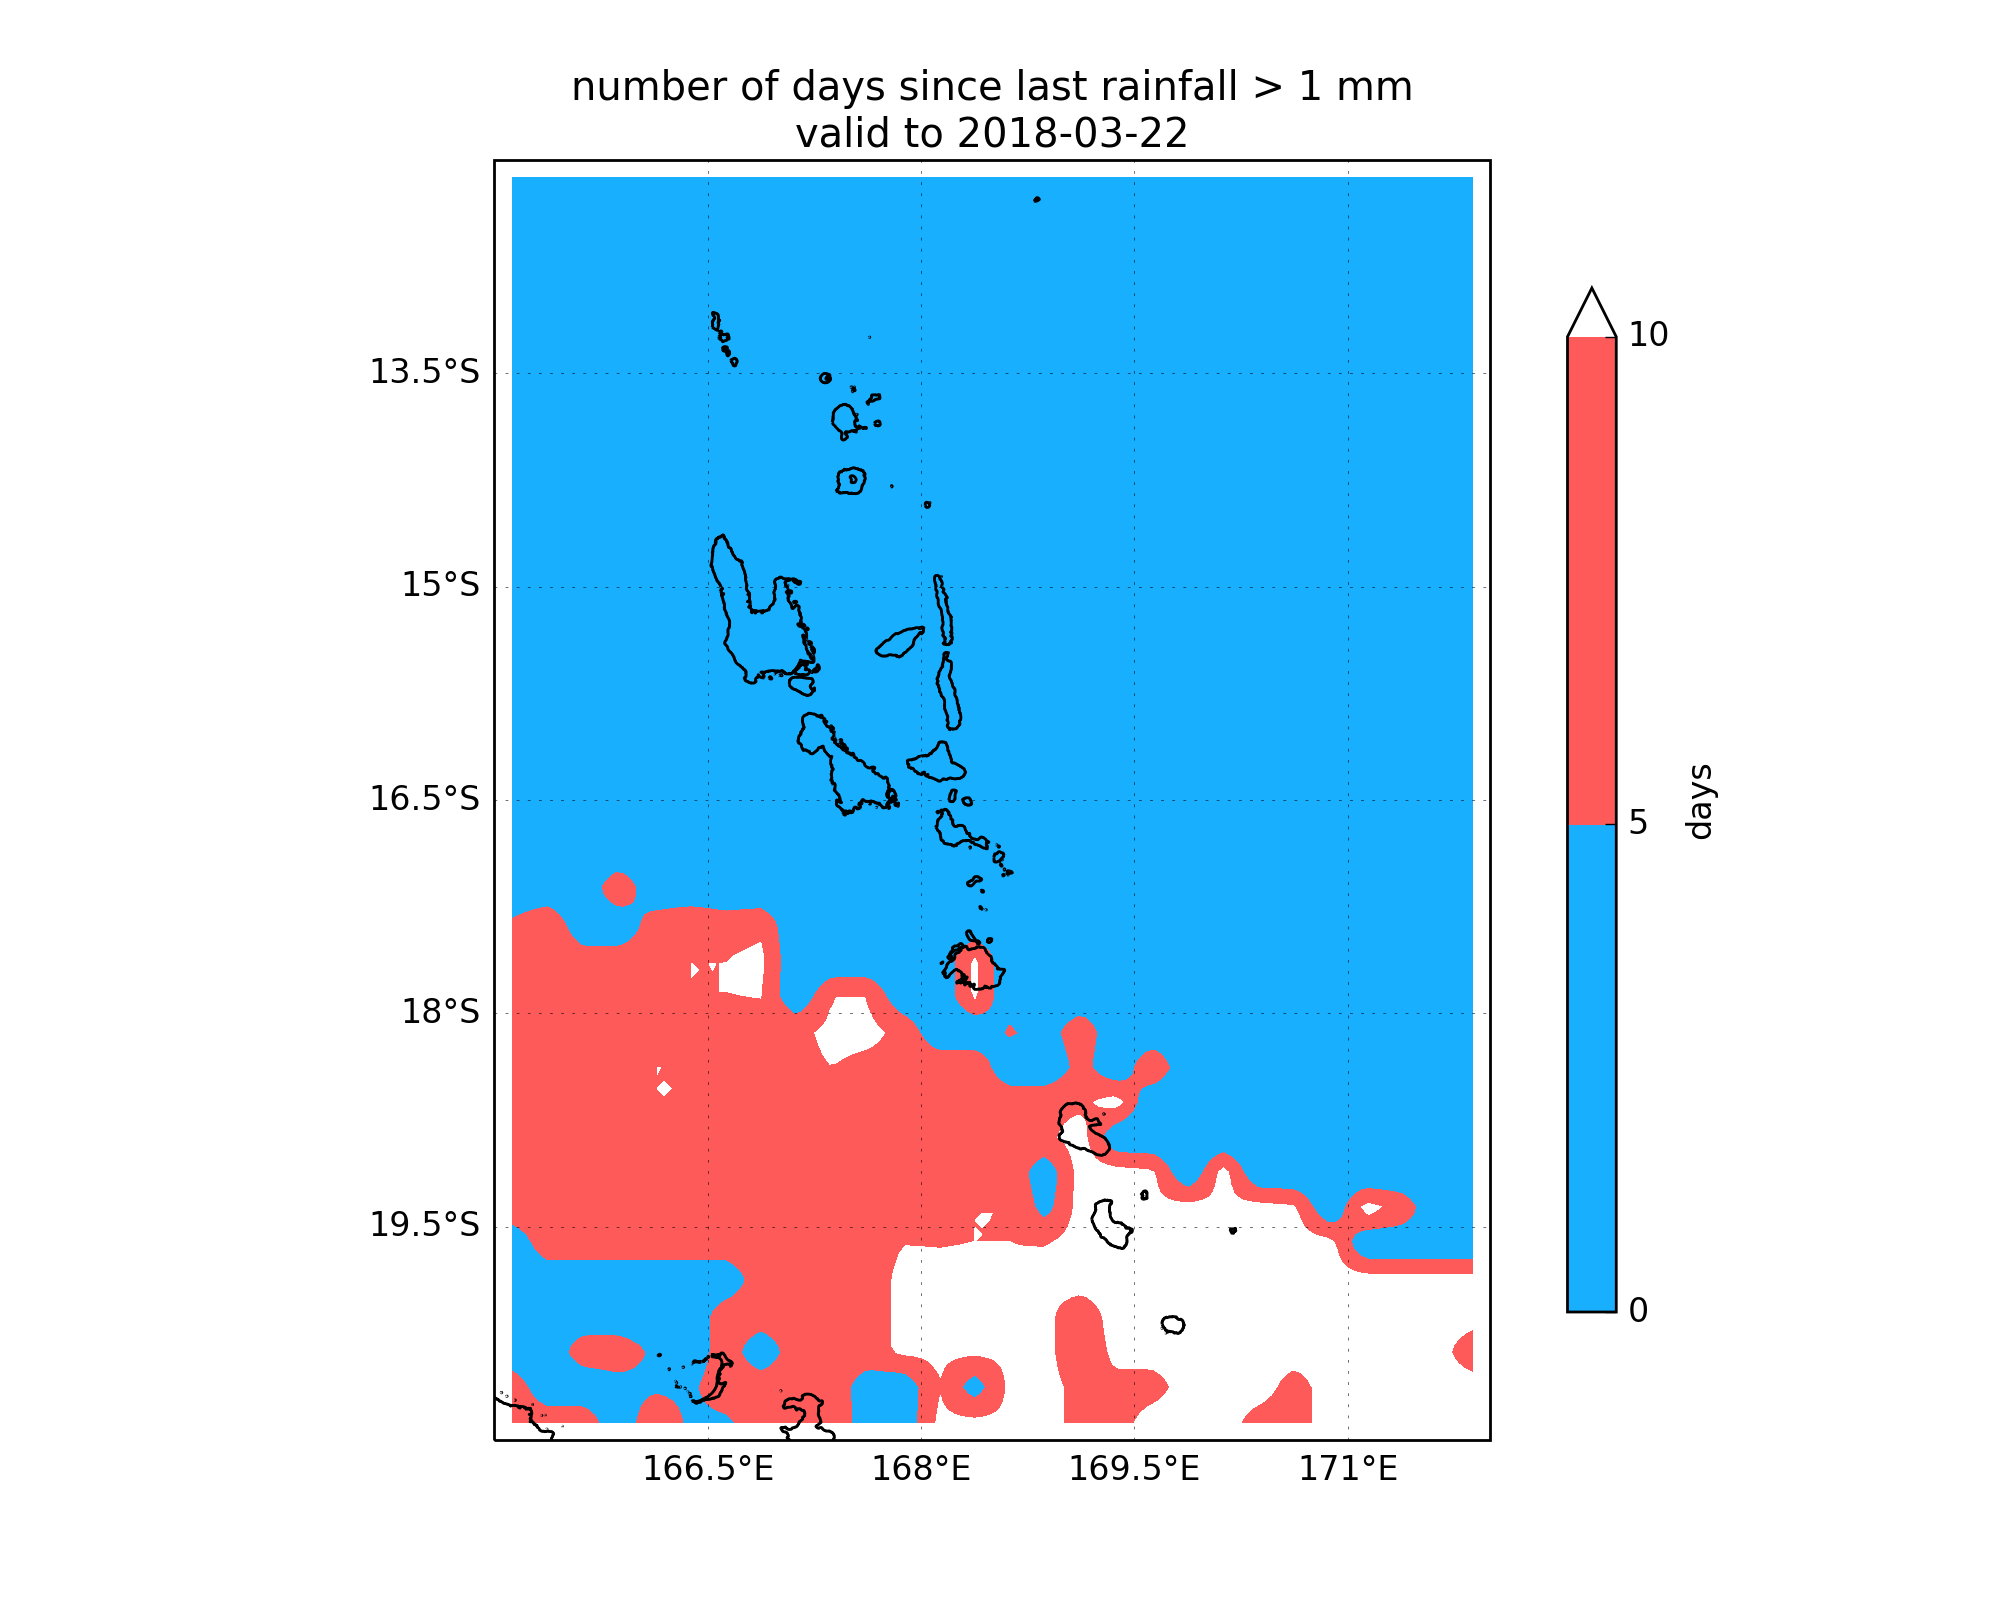 number of days since last rainfall > 1 mm
valid to 2018-03-22
13.5°S
15°S
16.5°S
18°S
19.5°S
166.5°E
168°E
169.5°E
171°E
10
5
0
days